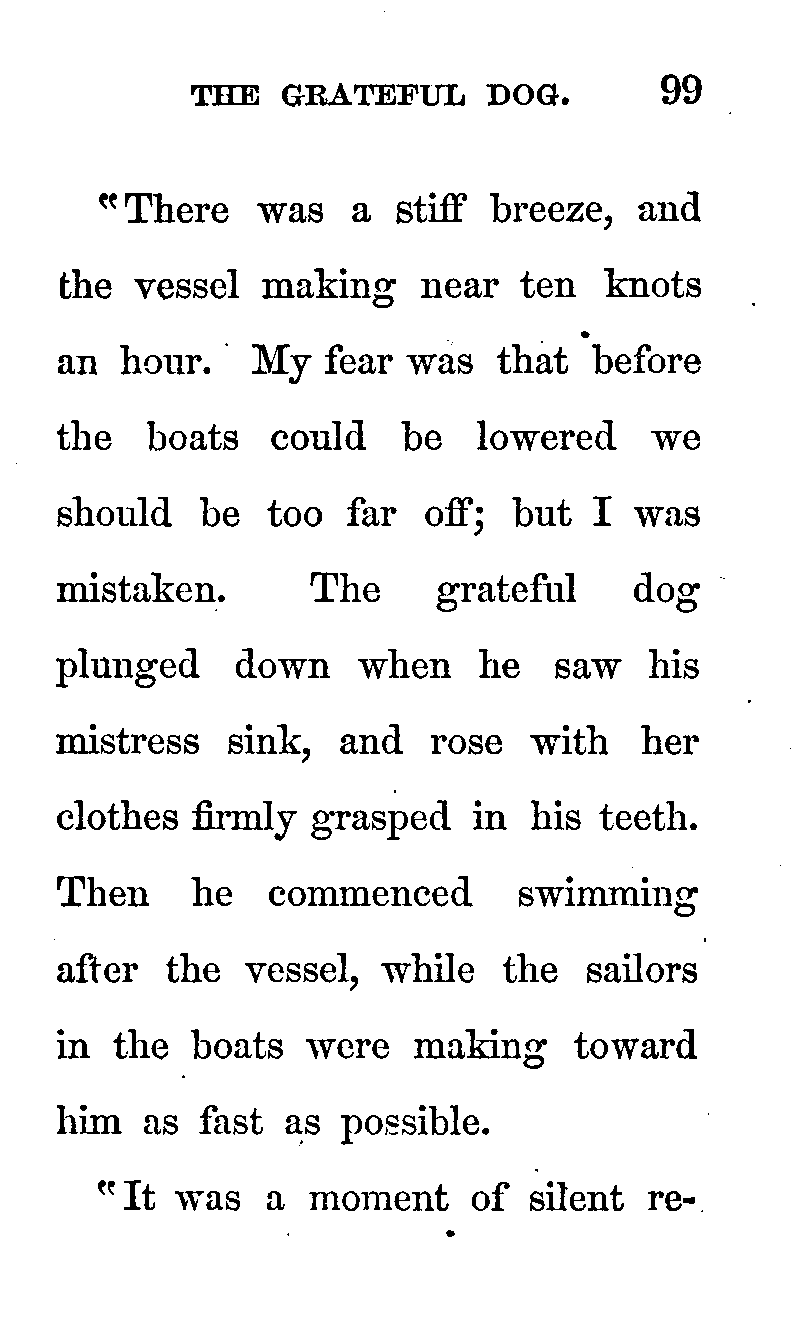 THE GRATEFUL DOG. 99
"There was a stiff breeze, and
the vessel making near ten knots
an hour. My fear was that before
the boats could be lowered we
should be too far off; but I was
mistaken. The grateful dog
plunged down when he saw his
mistress sink, and rose with her
clothes firmly grasped in his teeth.
Then he commenced swimming
after the vessel, while the sailors
in the boats were making toward
him as fast as possible.
"It was a moment of silent re-